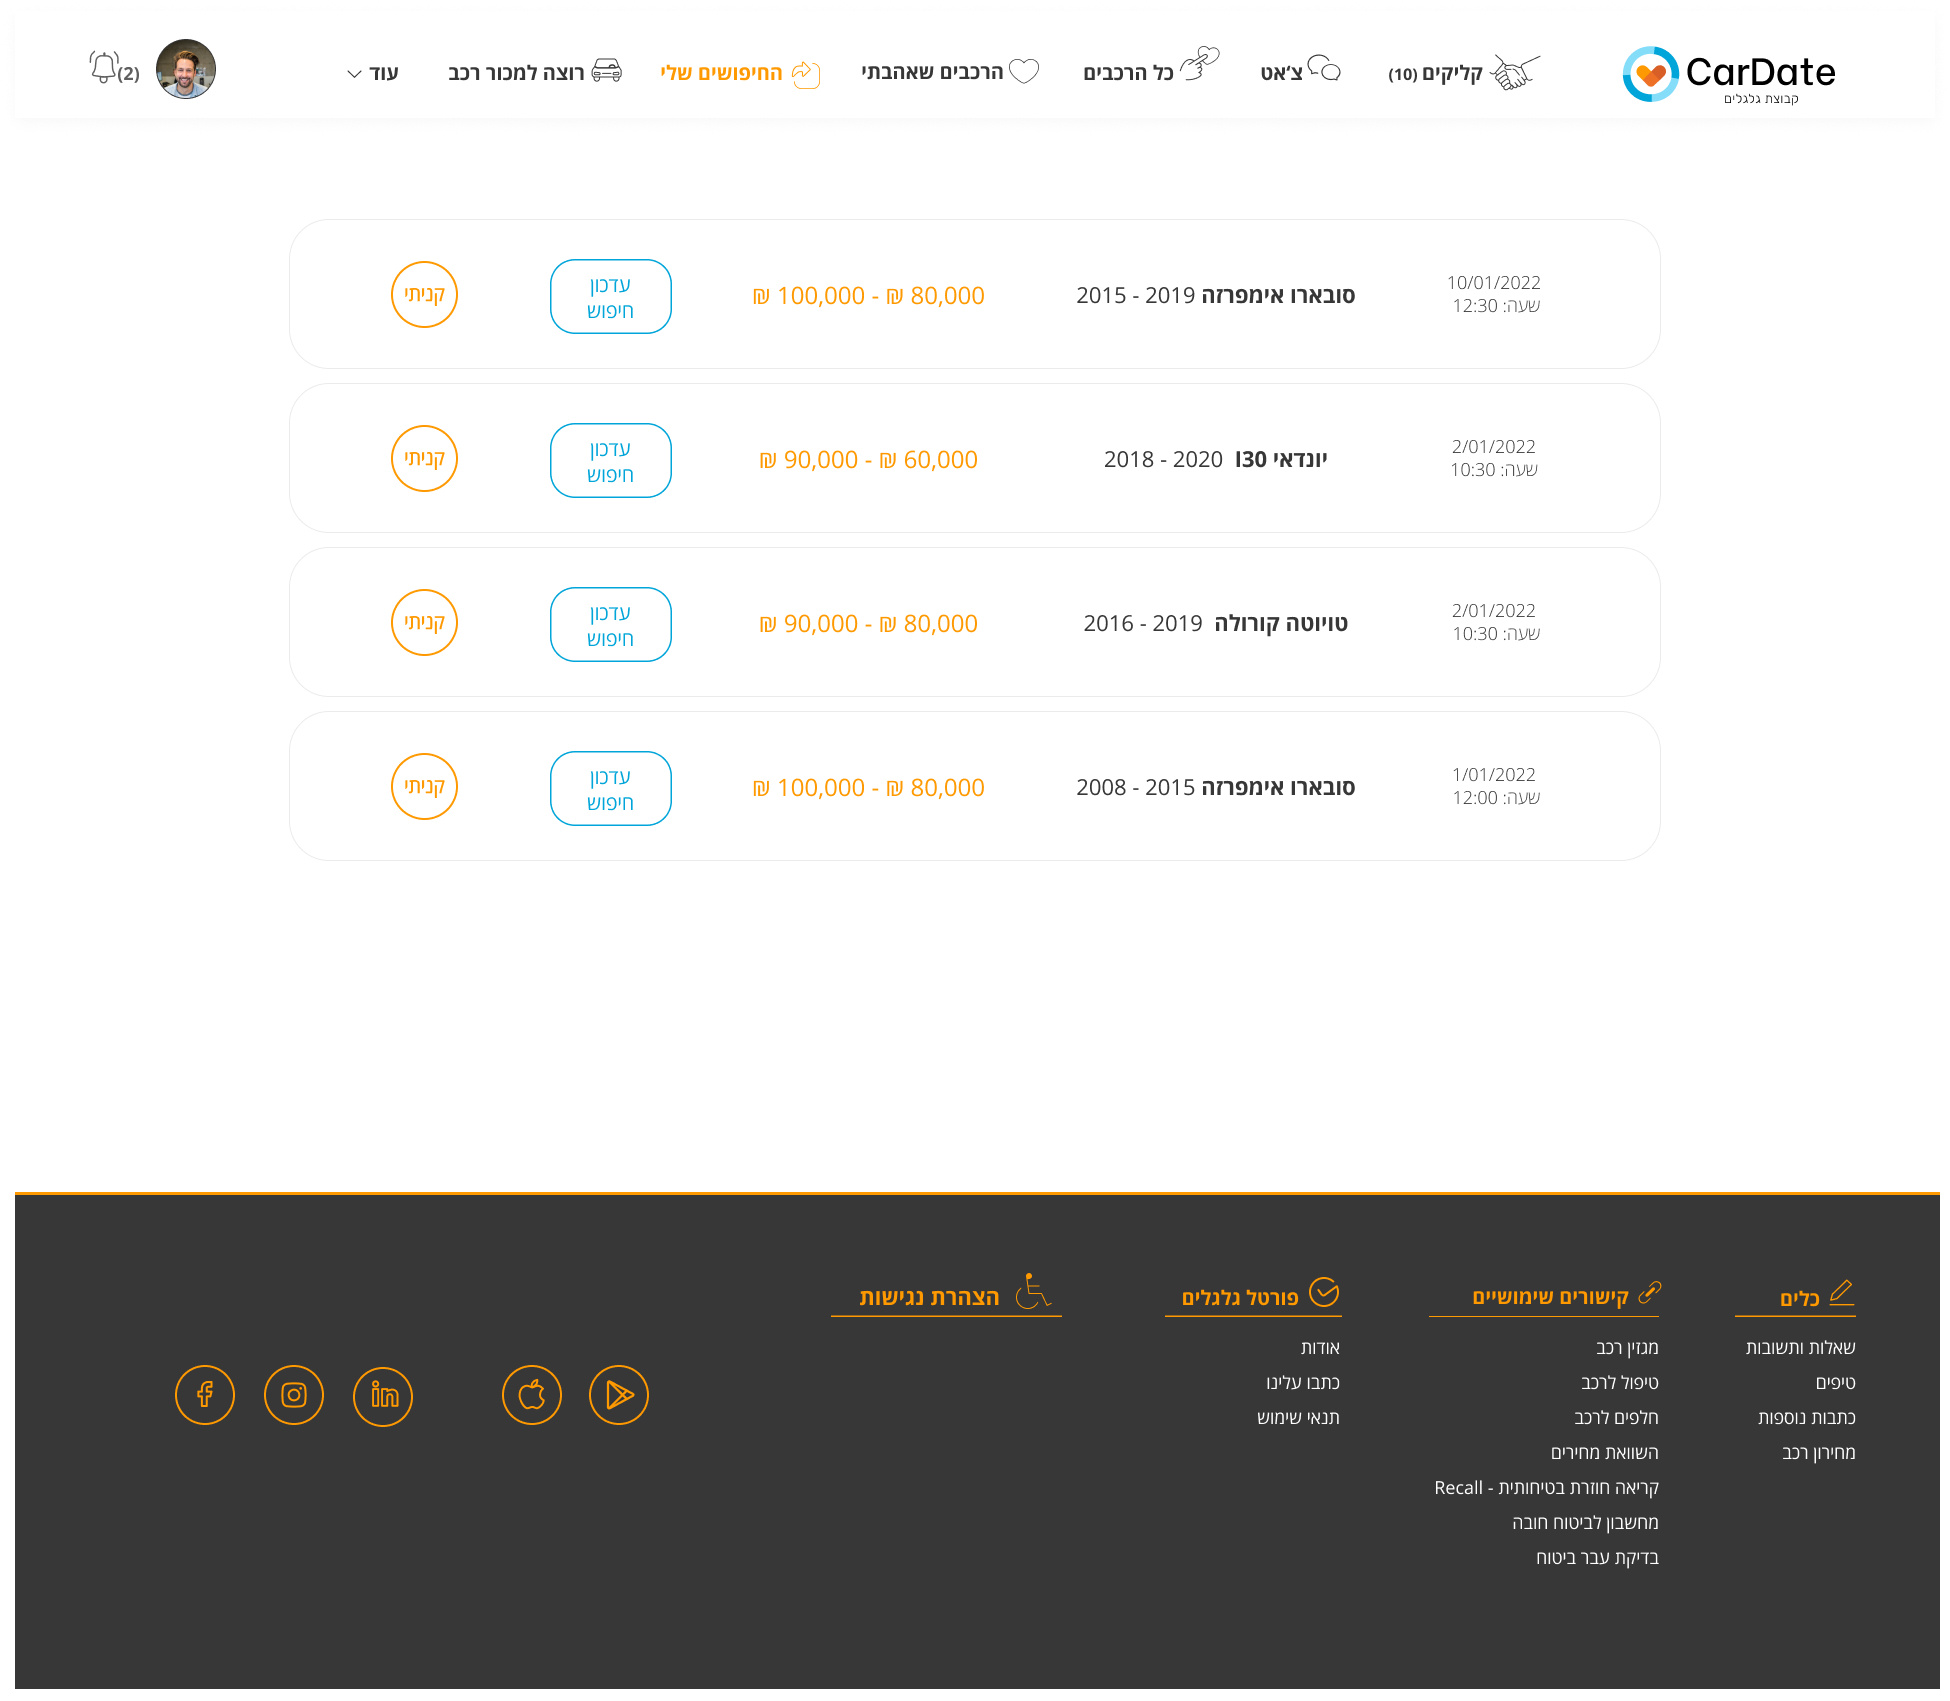 CarDate
קבוצת גלגלים
קליקים (10)
צ'אט
כל הרכבים
הרכבים שאהבתי
החיפושים שלי
רוצה למכור רכב
עוד
(2)
10/01/2022
שעה: 12:30
סובארו אימפרזה 2019 - 2015
80,000 ₪ - 100,000 ₪
עדכון
חיפוש
קניתי
2/01/2022
שעה: 10:30
יונדאי I30 2020 - 2018
60,000 ₪ - 90,000 ₪
עדכון
חיפוש
קניתי
2/01/2022
שעה: 10:30
טויוטה קורולה 2019 - 2016
80,000 ₪ - 90,000 ₪
עדכון
חיפוש
קניתי
1/01/2022
שעה: 12:00
סובארו אימפרזה 2015 - 2008
80,000 ₪ - 100,000 ₪
עדכון
חיפוש
קניתי
כלים
שאלות ותשובות
טיפים
כתבות נוספות
מחירון רכב
קישורים שימושיים
מגזין רכב
טיפול לרכב
חלפים לרכב
השוואת מחירים
קריאה חוזרת בטיחותית - Recall
מחשבון לביטוח חובה
בדיקת עבר ביטוח
פורטל גלגלים
אודות
כתבו עלינו
תנאי שימוש
הצהרת נגישות